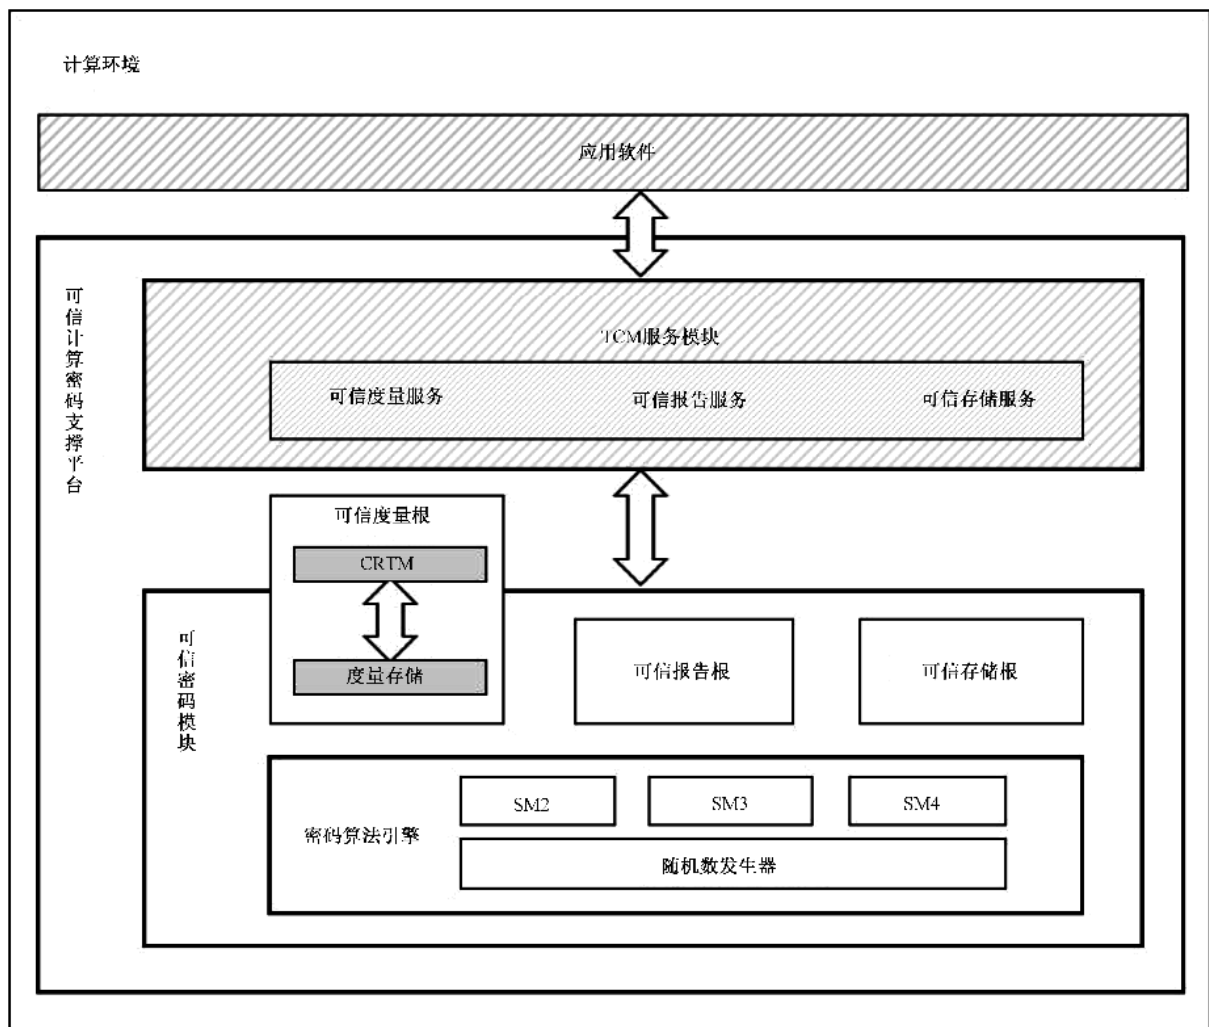 计算环境
应用软件
可信计算密码支撑平台
TCM服务模块
可信度量服务
可信报告服务
可信存储服务
可信度量根
CRTM
度量存储
可信密码模块
可信报告根
可信存储根
密码算法引擎
SM2
SM3
SM4
随机数发生器